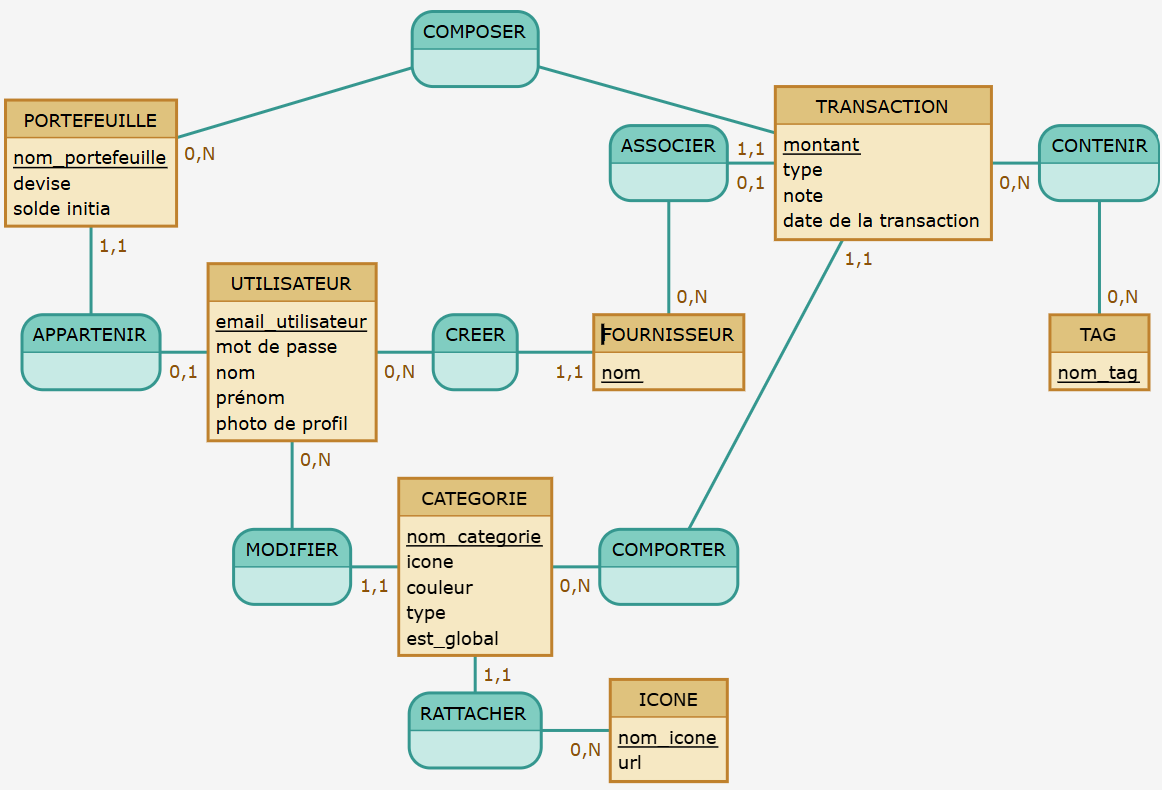 COMPOSER
PORTEFEUILLE
nom_portefeuille
devise
solde initia
0,N
1,1
TRANSACTION
montant
type
note
date de la transaction
ASSOCIER
1,1
0,1
0,N
CONTENIR
0,N
1,1
0,N
TAG
nom_tag
UTILISATEUR
email_utilisateur
mot de passe
nom
prénom
photo de profil
APPARTENIR
0,1
CREER
0,N
1,1
FOURNISSEUR
nom
0,N
CATEGORIE
nom_categorie
icone
couleur
type
est_global
MODIFIER
1,1
COMPORTER
0,N
1,1
RATTACHER
0,N
ICONE
nom_icone
url